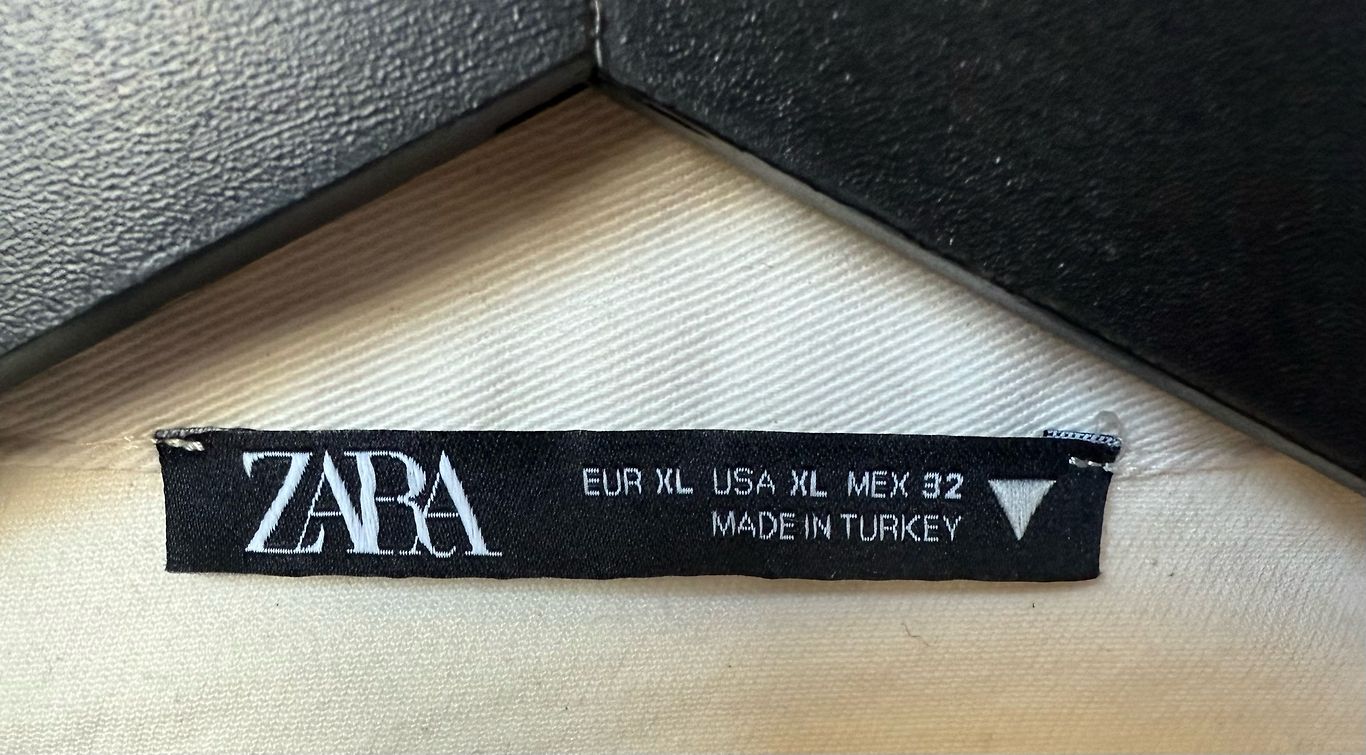 ZARA
EUR XL USA XL MEX 32
MADE IN TURKEY